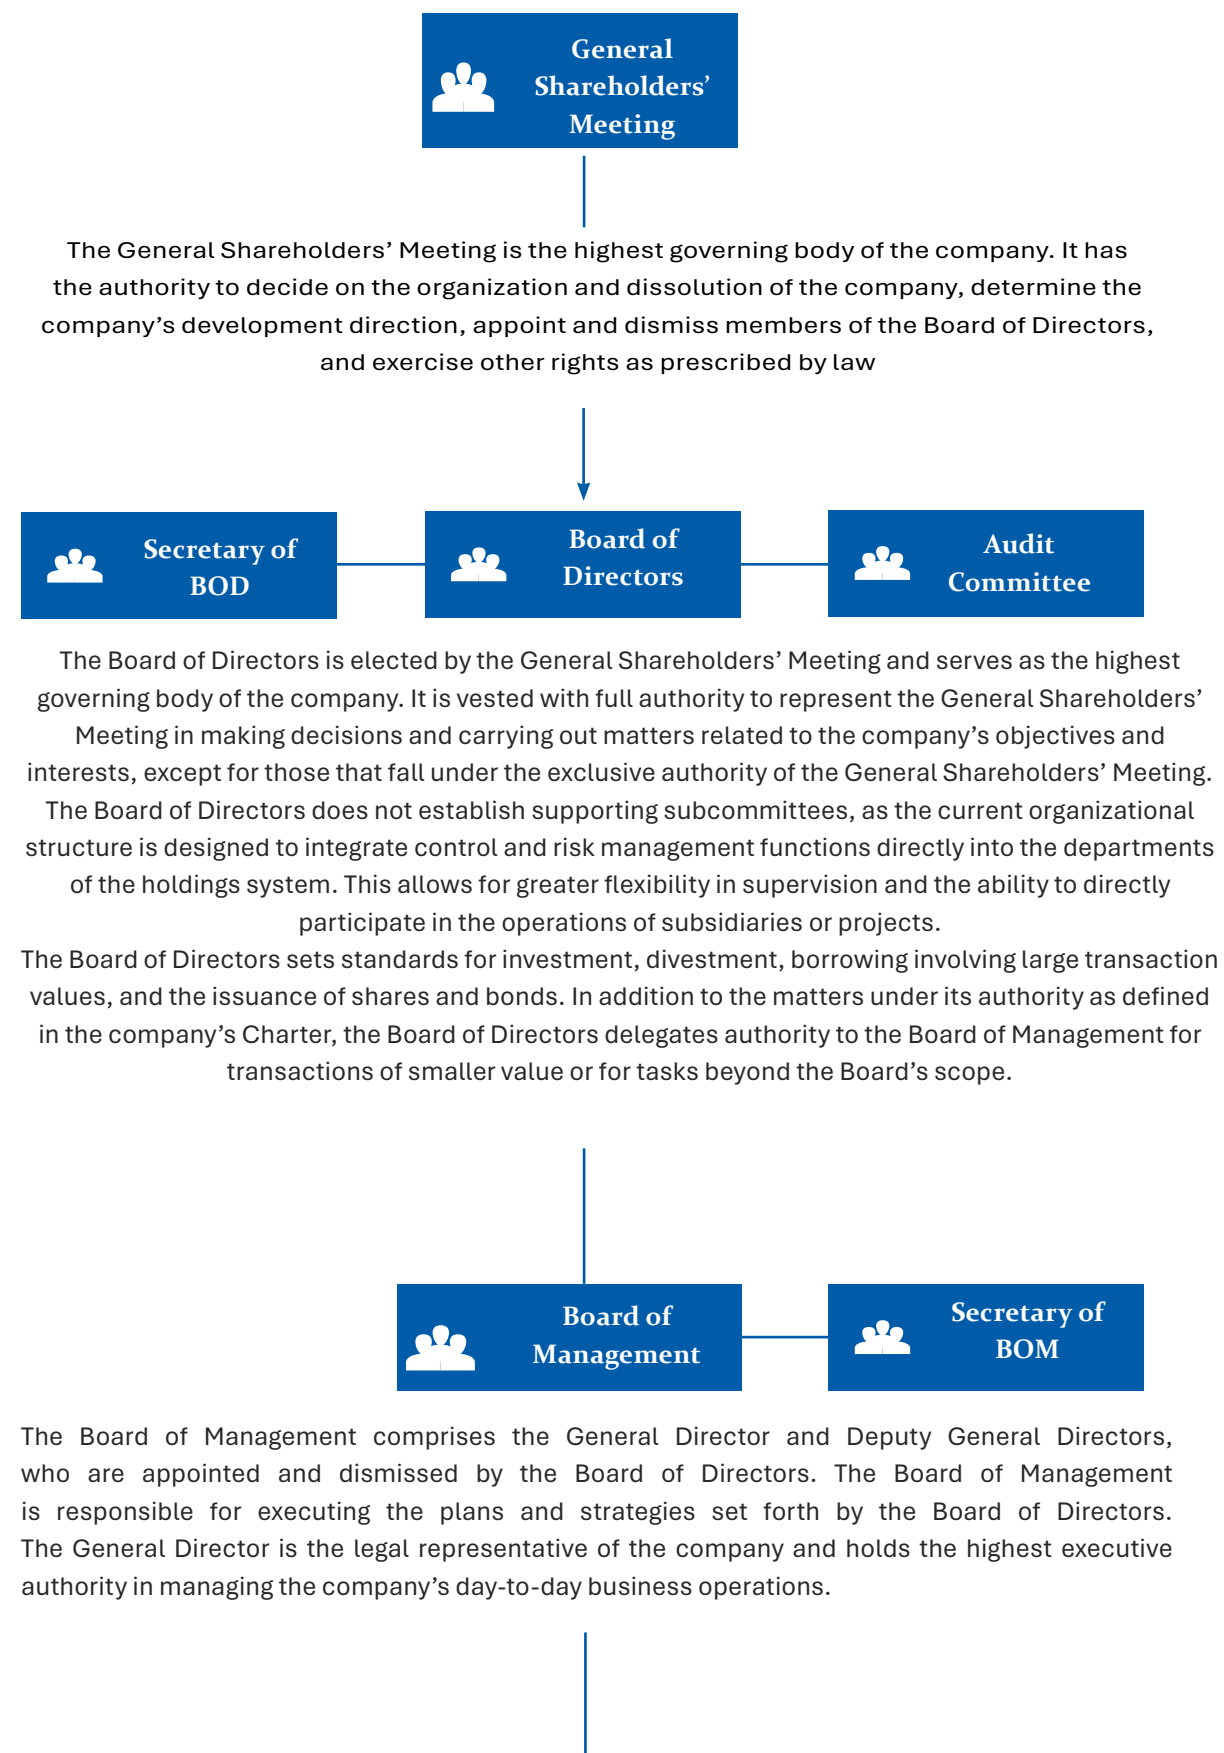 General
Shareholders’
Meeting
The General Shareholders’ Meeting is the highest governing body of the company. It has
the authority to decide on the organization and dissolution of the company, determine the
company’s development direction, appoint and dismiss members of the Board of Directors,
and exercise other rights as prescribed by law
Secretary of
BOD
Board of
Directors
Audit
Committee
The Board of Directors is elected by the General Shareholders’ Meeting and serves as the highest
governing body of the company. It is vested with full authority to represent the General Shareholders’
Meeting in making decisions and carrying out matters related to the company’s objectives and
interests, except for those that fall under the exclusive authority of the General Shareholders’ Meeting.
The Board of Directors does not establish supporting subcommittees, as the current organizational
structure is designed to integrate control and risk management functions directly into the departments
of the holdings system. This allows for greater flexibility in supervision and the ability to directly
participate in the operations of subsidiaries or projects.
The Board of Directors sets standards for investment, divestment, borrowing involving large transaction
values, and the issuance of shares and bonds. In addition to the matters under its authority as defined
in the company’s Charter, the Board of Directors delegates authority to the Board of Management for
transactions of smaller value or for tasks beyond the Board’s scope.
Board of
Management
Secretary of
BOM
The Board of Management comprises the General Director and Deputy General Directors,
who are appointed and dismissed by the Board of Directors. The Board of Management
is responsible for executing the plans and strategies set forth by the Board of Directors.
The General Director is the legal representative of the company and holds the highest executive
authority in managing the company’s day-to-day business operations.